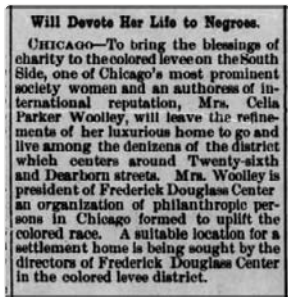 Will Devote Her Life to Negroes.
CHICAGO—To bring the blessings of
charity to the colored levee on the South
Side, one of Chicago's most prominent
society women and an authoress of in-
ternational reputation, Mrs. Celia
Parker Woolley, will leave the refine-
ments of her luxurious home to go and
live among the denizens of the district
which centers around Twenty-sixth
and Dearborn streets. Mrs. Woolley is
president of Frederick Douglass Center
an organization of philanthropic per-
sons in Chicago formed to uplift the
colored race. A suitable location for a
settlement home is being sought by the
directors of Frederick Douglass Center
in the colored levee district.